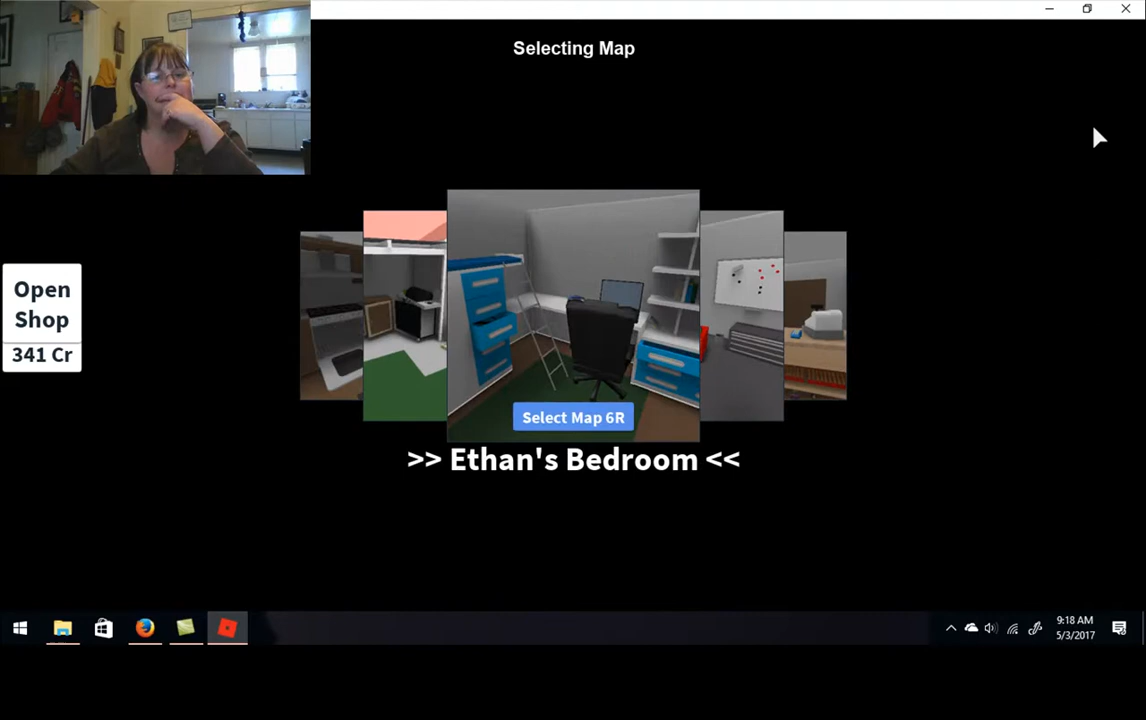 Selecting Map
Open
Shop
341 Cr
Select Map 6R
>> Ethan's Bedroom <<
9:18 AM
5/3/2017